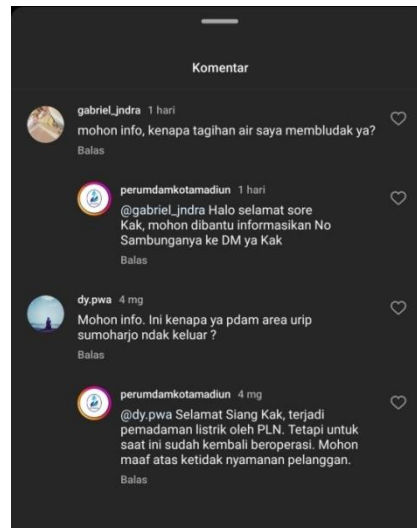 Komentar
gabriel_jndra 1 hari
mohon info, kenapa tagihan air saya membludak ya?
Balas
perumdamkotamadiun 1 hari
@gabriel_jndra Halo selamat sore
Kak, mohon dibantu informasikan No
Sambunganya ke DM ya Kak
Balas
dy.pwa 4 mg
Mohon info. Ini kenapa ya pdam area urip
sumoharjo ndak keluar ?
Balas
perumdamkotamadiun 4 mg
@dy.pwa Selamat Siang Kak, terjadi
pemadaman listrik oleh PLN. Tetapi untuk
saat ini sudah kembali beroperasi. Mohon
maaf atas ketidak nyamanan pelanggan.
Balas